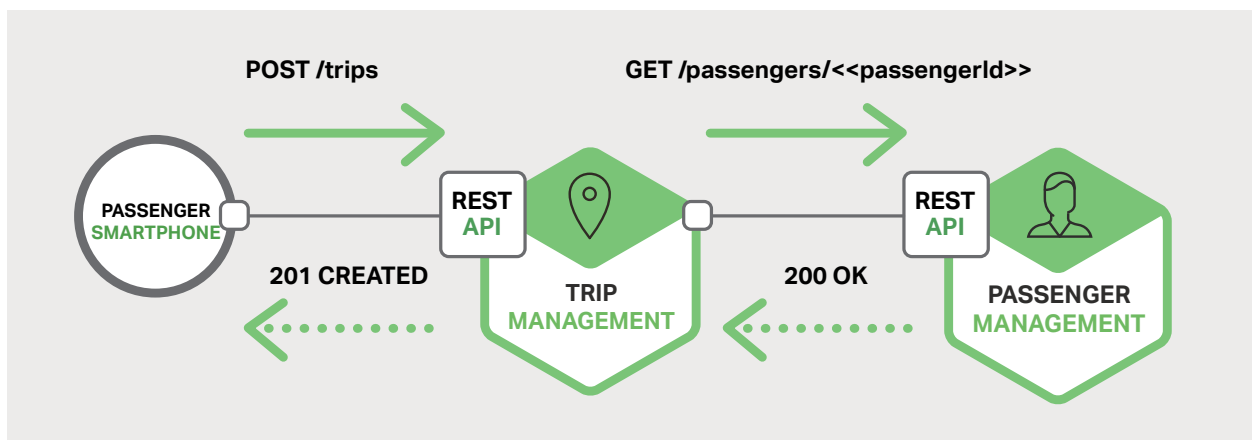 POST /trips
GET /passengers/<<passengerId>>
PASSENGER
SMARTPHONE
REST
API
REST
API
201 CREATED
200 OK
TRIP
MANAGEMENT
PASSENGER
MANAGEMENT